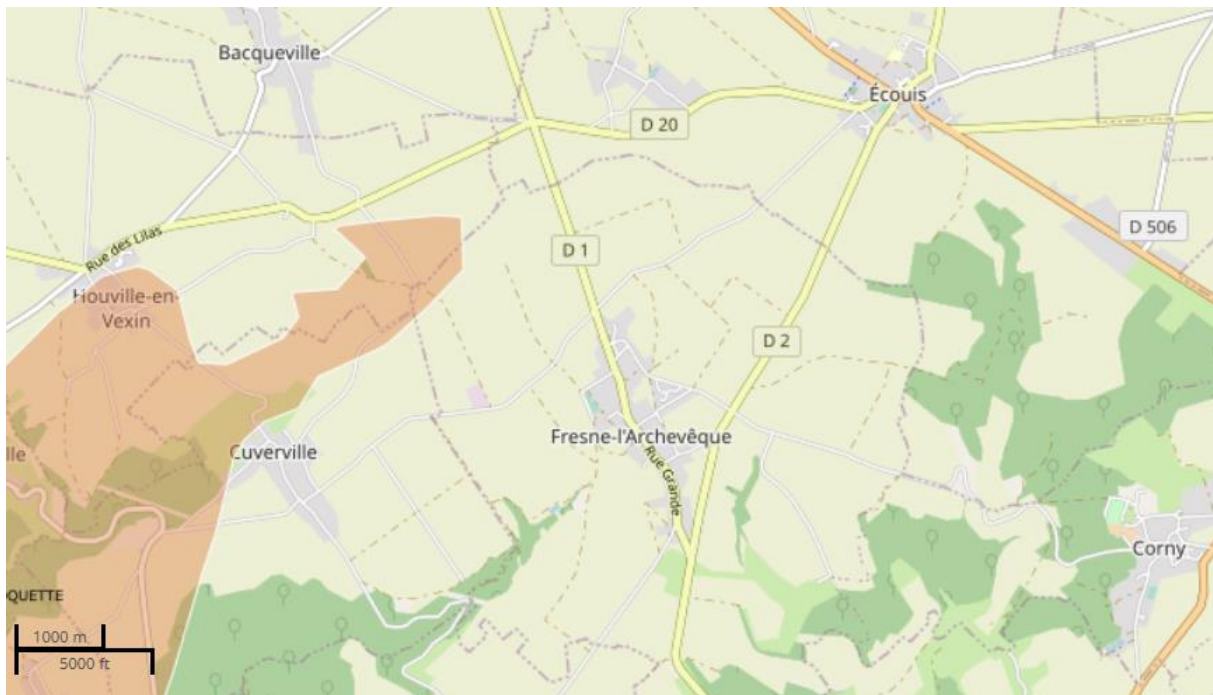 Bacqueville
Écouis
D 20
Rue des Lilas
D 1
D 506
Houville-en-
Vexin
D 2
Fresne-l'Archevêque
Cuverville
lle
Rue Grande
Corny
QUETTE
1000 m
5000 ft